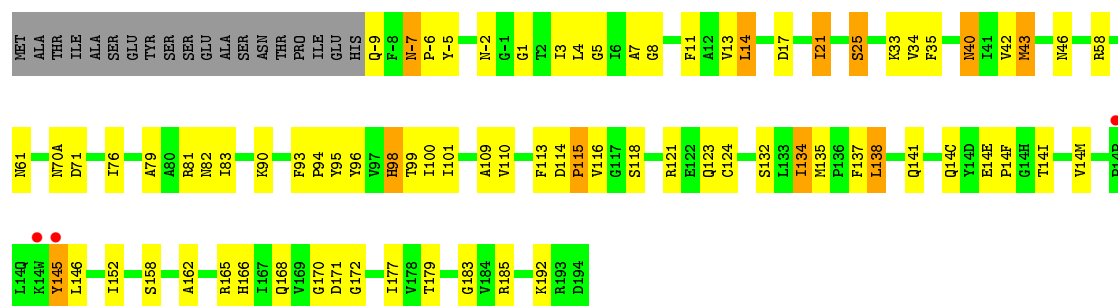 MET ALA THR ILE ALA SER GLU TYR SER SER GLU ALA SER ASN THR PRO ILE GLU HIS Q-9 F-8 N-7 P-6 Y-5 N-2 G-1 G1 T2 I3 L4 G5 I6 A7 G8 F11 A12 V13 L14 D17 I21 S25 K33 V34 F35 N40 I41 V42 M43 N46 R58
N61 N70A D71 I76 A79 A80 R81 N82 I83 K90 F93 P94 Y95 Y96 V97 H98 T99 I100 I101 A109 V110 F113 D114 P115 V116 G117 S118 R121 E122 Q123 C124 S132 L133 I134 M135 P136 F137 L138 Q141 Q14C Y14D E14E P14F G14H T14I V14M P14P
L14Q K14W Y145 L146 I152 S158 A162 R165 H166 I167 Q168 V169 G170 D171 G172 I177 V178 T179 G183 V184 R185 K192 R193 D194